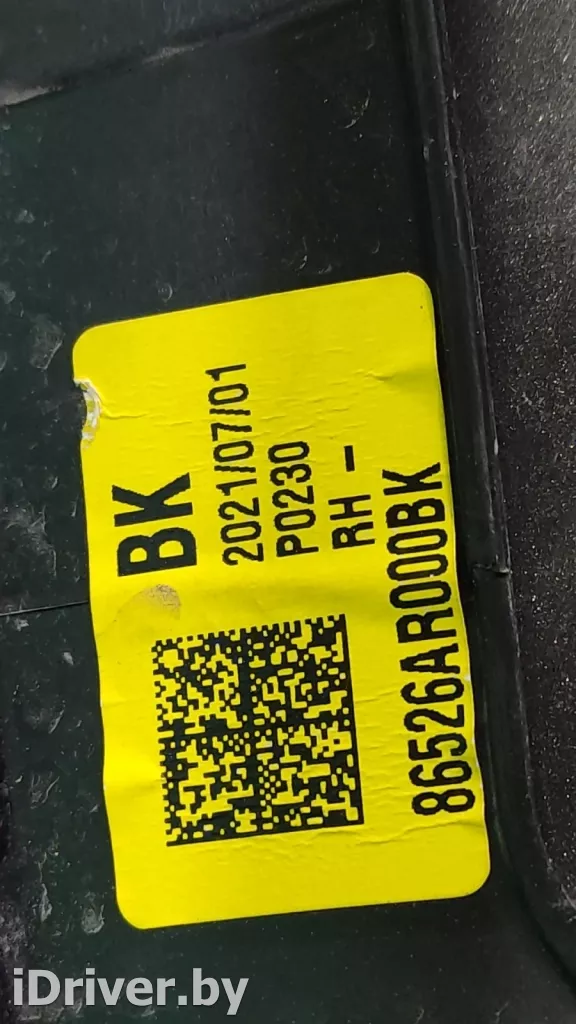 BK
2021/07/01
P0230
RH -
86526AR000BK
iDriver.by